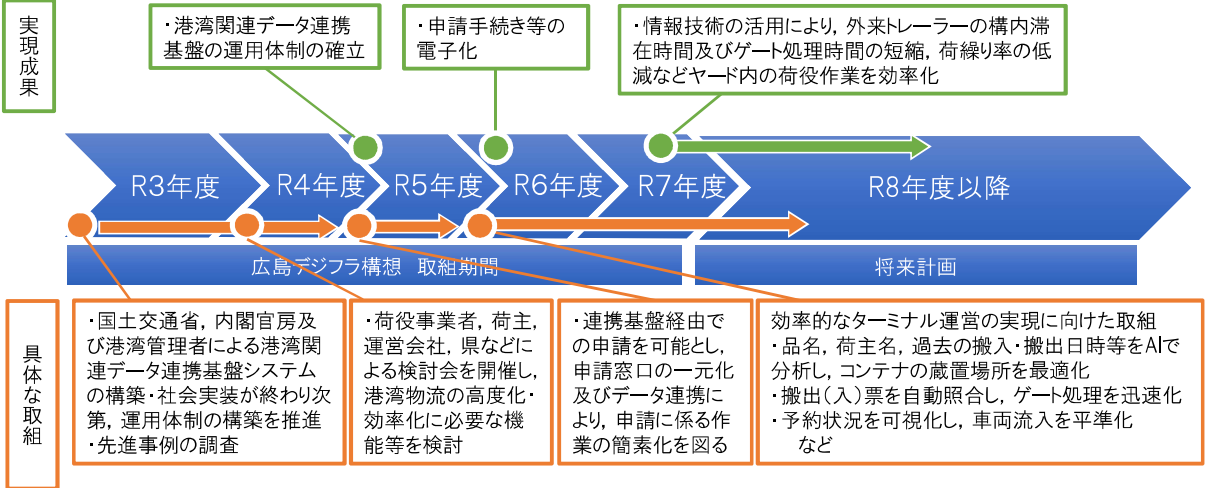 実現成果
・港湾関連データ連携
基盤の運用体制の確立
・申請手続き等の
電子化
・情報技術の活用により，外来トレーラーの構内滞
在時間及びゲート処理時間の短縮，荷繰り率の低
減などヤード内の荷役作業を効率化
R3年度
R4年度
R5年度
R6年度
R7年度
R8年度以降
広島デジフラ構想　取組期間
将来計画
具体な取組
・国土交通省，内閣官房及
び港湾管理者による港湾関
連データ連携基盤システム
の構築・社会実装が終わり次
第，運用体制の構築を推進
・先進事例の調査
・荷役事業者，荷主，
運営会社，県などに
よる検討会を開催し，
港湾物流の高度化・
効率化に必要な機
能等を検討
・連携基盤経由で
の申請を可能とし，
申請窓口の一元化
及びデータ連携に
より，申請に係る作
業の簡素化を図る
効率的なターミナル運営の実現に向けた取組
・品名，荷主名，過去の搬入・搬出日時等をAIで
分析し，コンテナの蔵置場所を最適化
・搬出（入）票を自動照合し，ゲート処理を迅速化
・予約状況を可視化し，車両流入を平準化
など